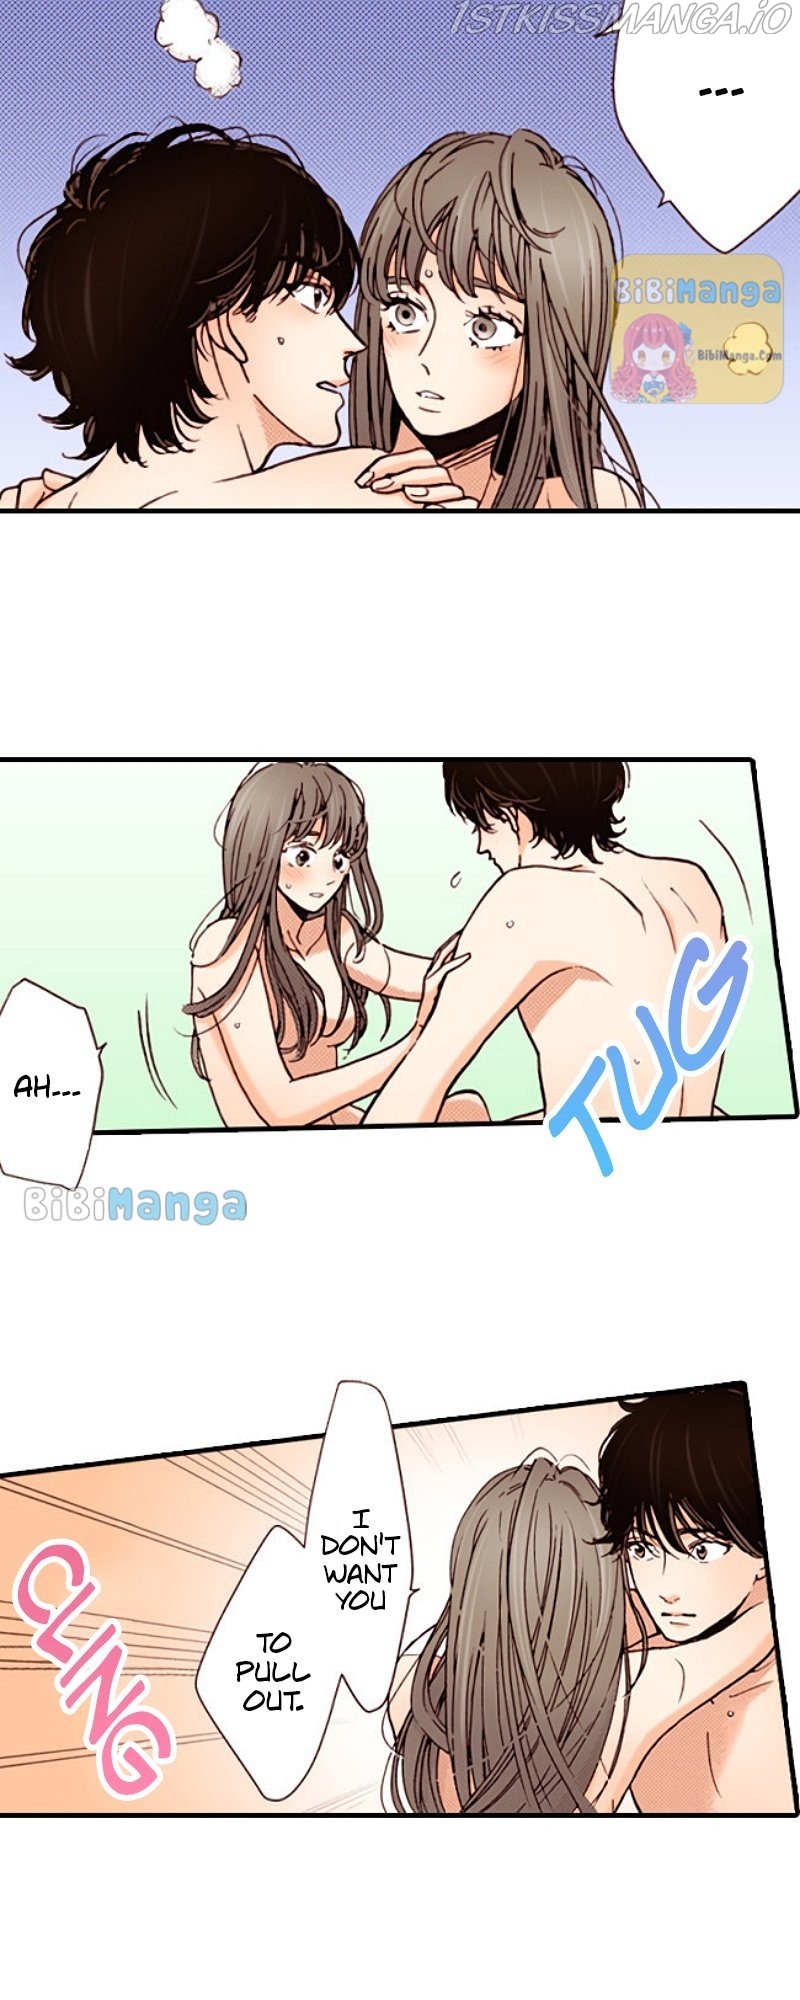 1STKISSMANGA.IO
---
BiBiManga
BibiManga.Com
TUG
AH---
BiBiManga
I
DON'T
WANT
YOU
TO
PULL
OUT.
CLING